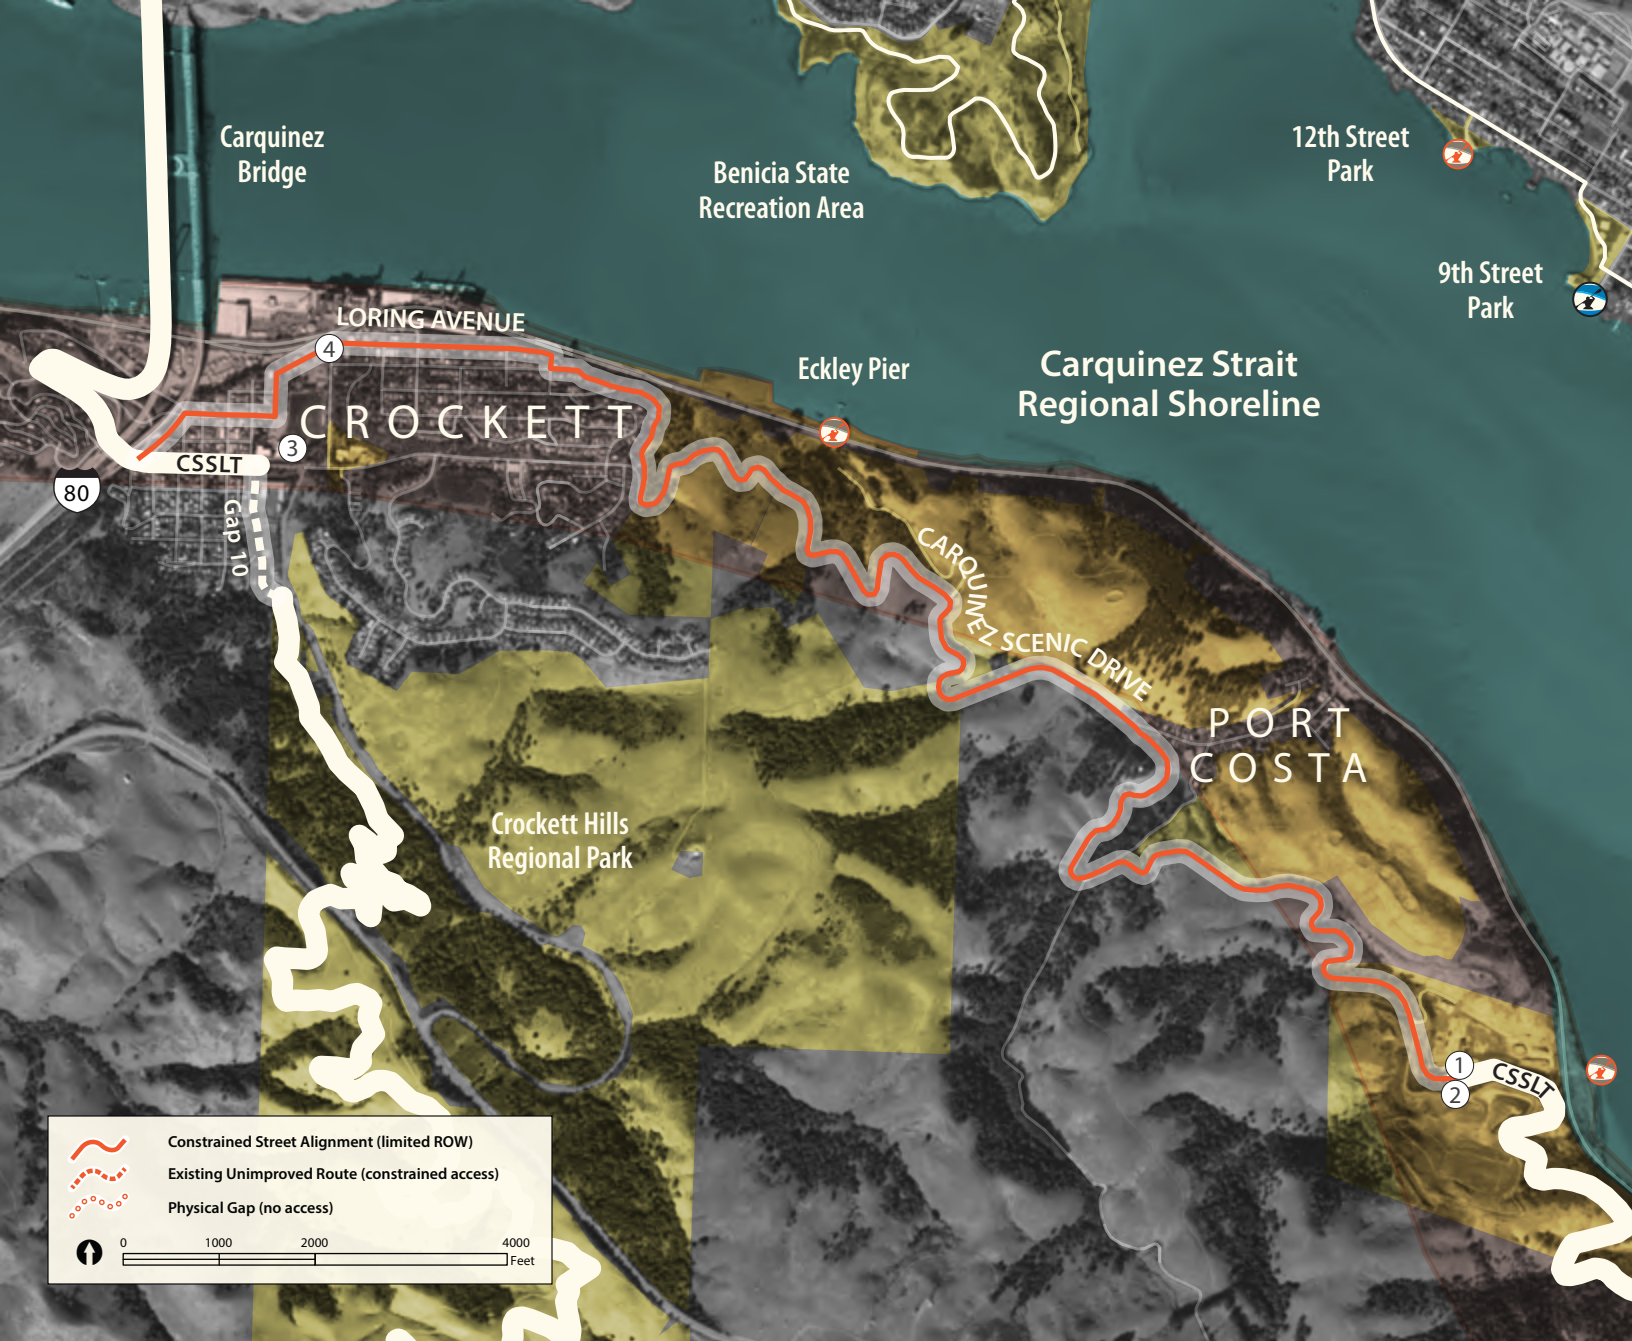 Carquinez
Bridge
Benicia State
Recreation Area
12th Street
Park
9th Street
Park
LORING AVENUE
4
Eckley Pier
Carquinez Strait
Regional Shoreline
CROCKETT
3
CSSLT
80
Gap 10
CARQUINEZ SCENIC DRIVE
PORT
COSTA
Crockett Hills
Regional Park
1
CSSLT
2
Constrained Street Alignment (limited ROW)
Existing Unimproved Route (constrained access)
Physical Gap (no access)
0 1000 2000 4000
Feet